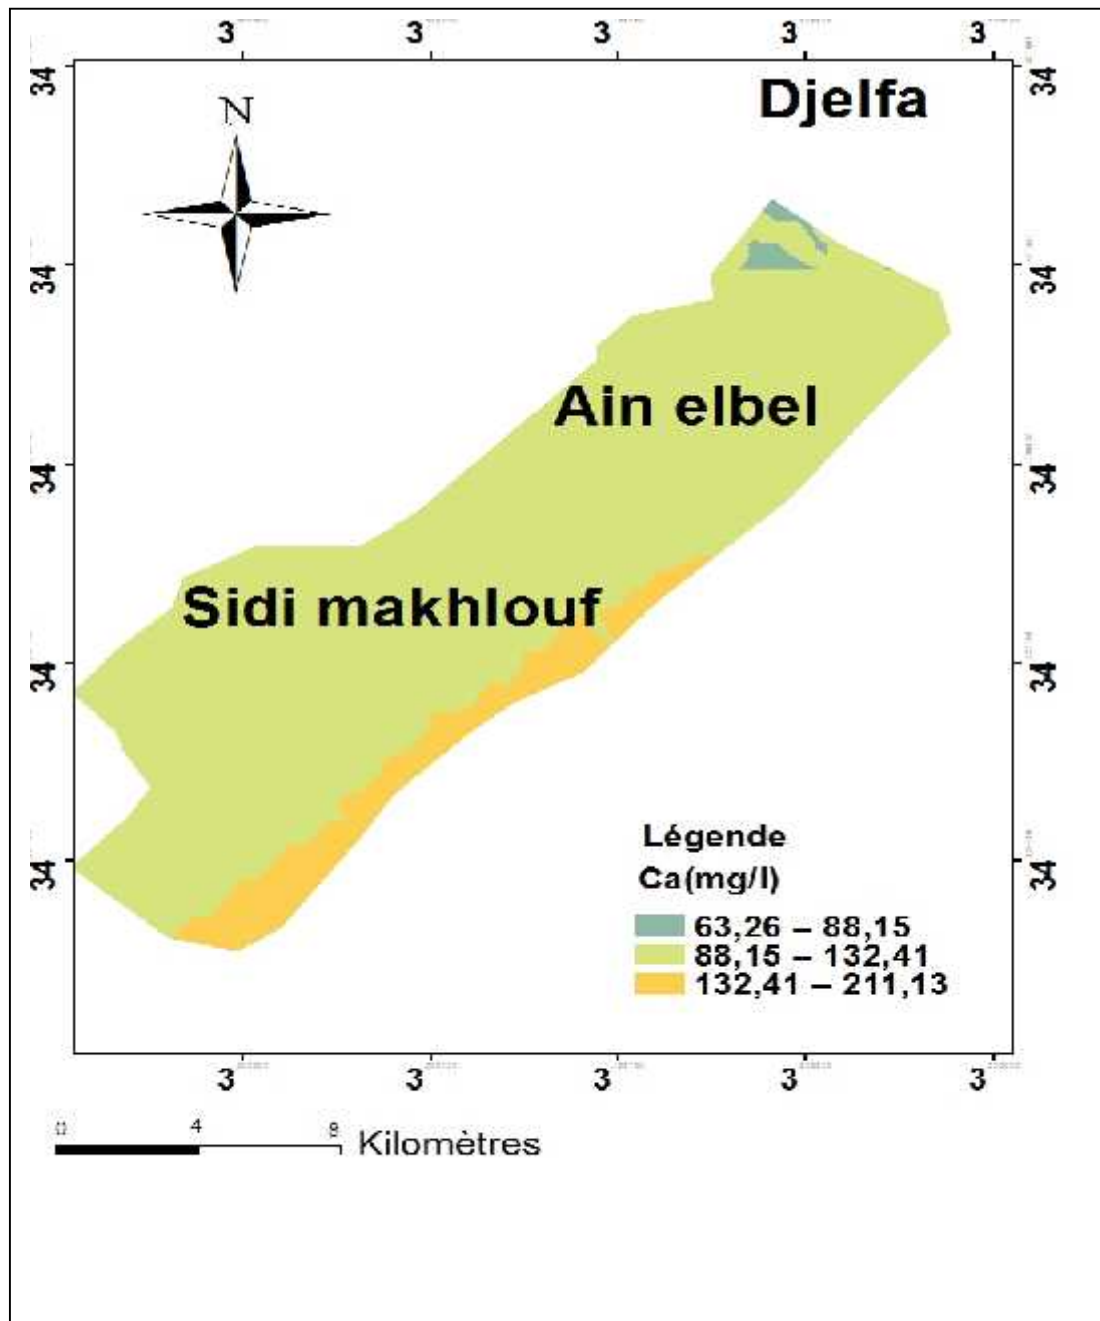 3 3 3 3 3
34 34
Djelfa
N
34 34
Ain elbel
34 34
Sidi makhlouf
34 34
Légende
Ca(mg/l)
34 34
63,26 – 88,15
88,15 – 132,41
132,41 – 211,13
3 3 3 3 3
0 4 8
Kilomètres